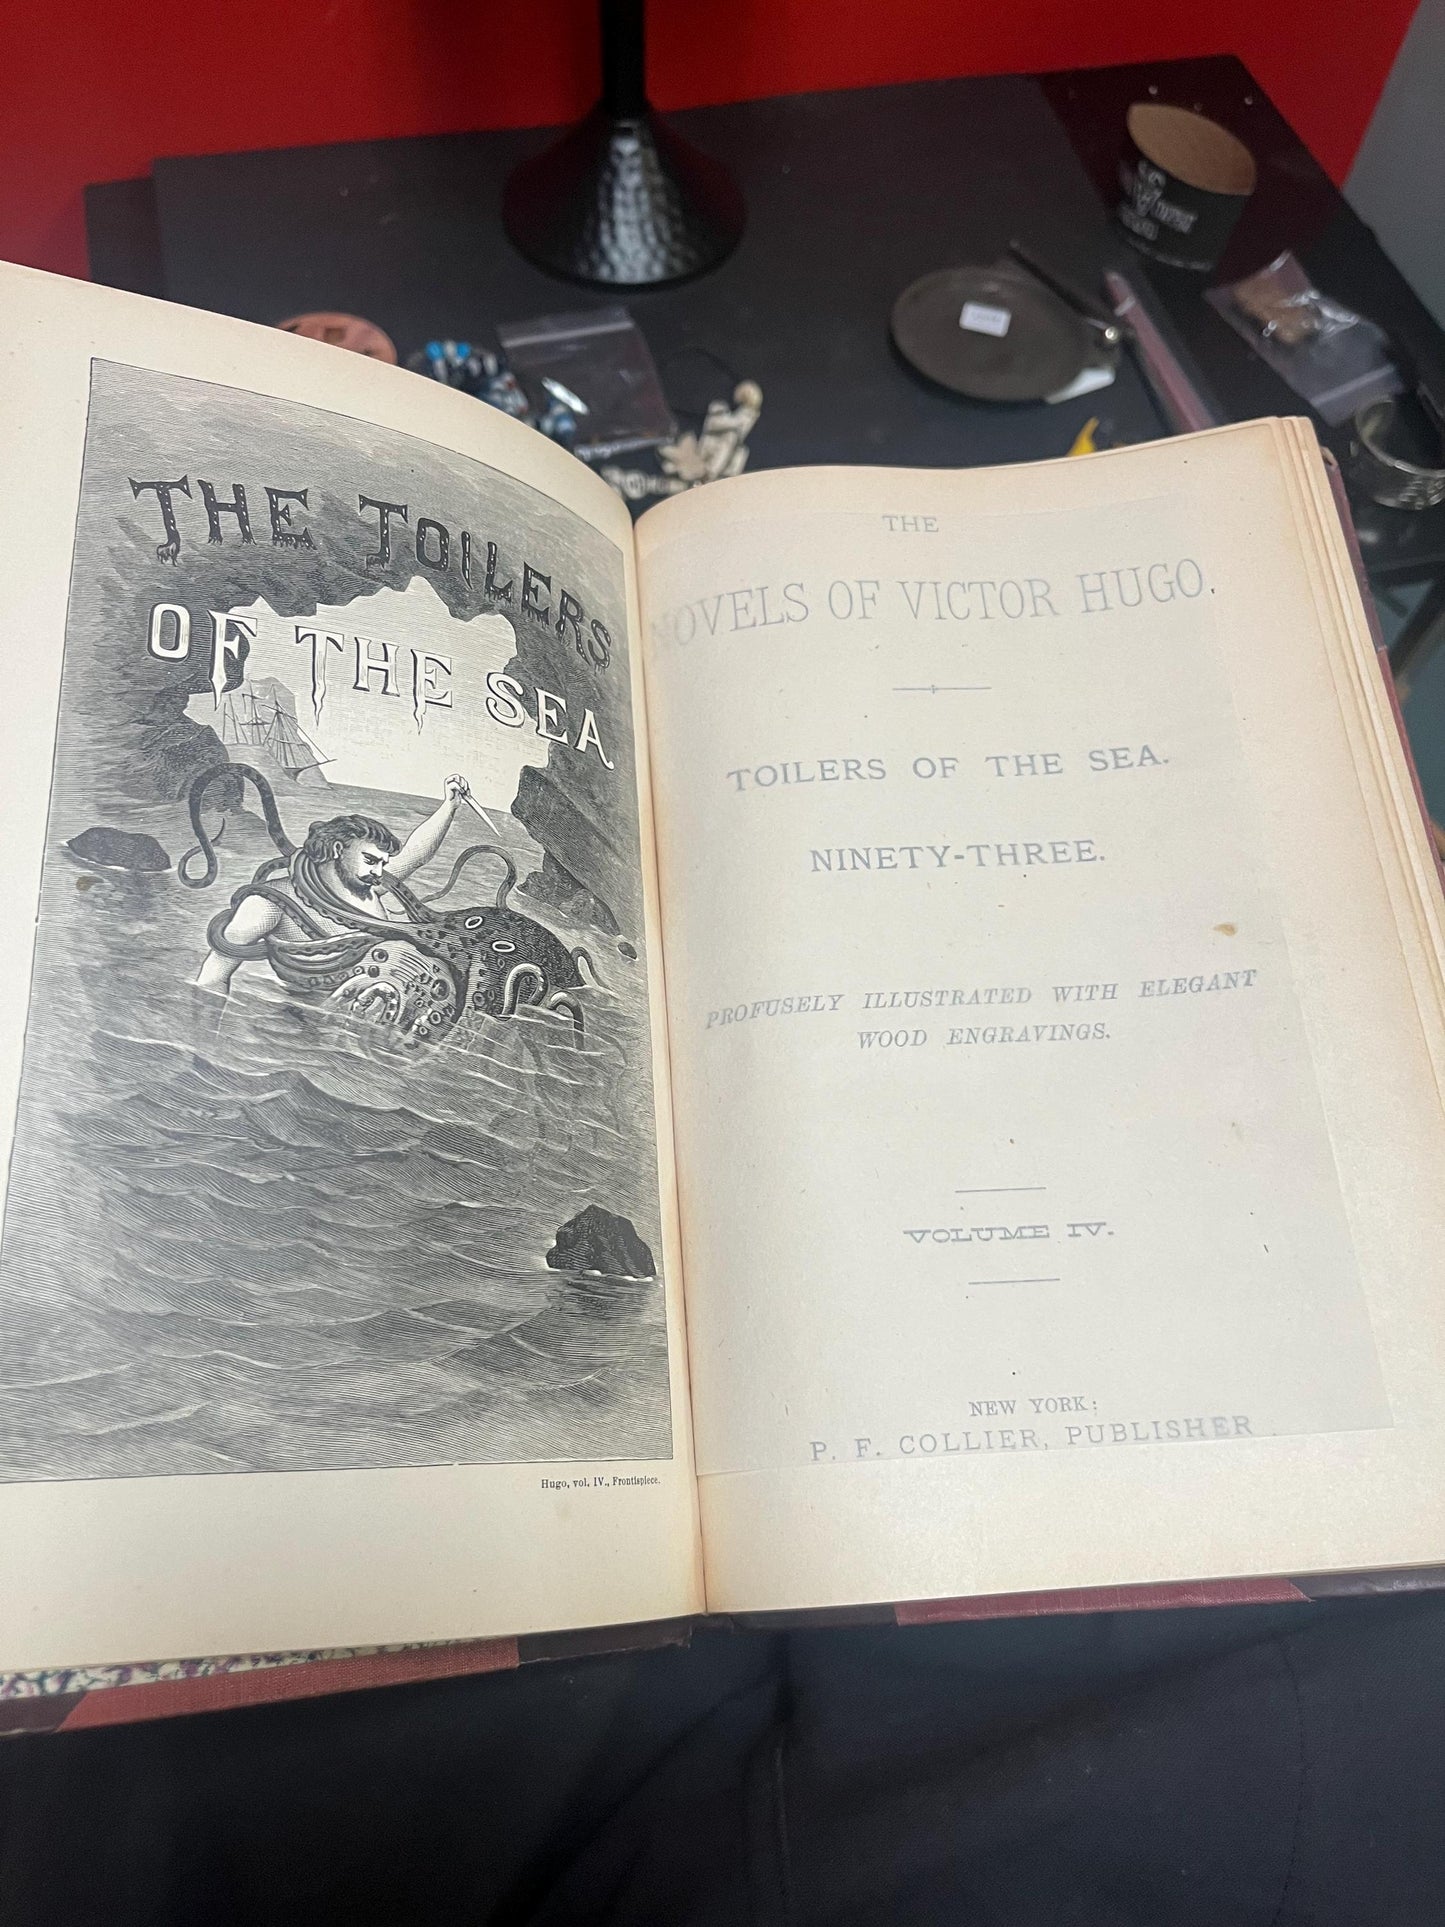 THE TOILERS
OF THE SEA
Hugo, vol. IV., Frontispiece.
THE
NOVELS OF VICTOR HUGO.
TOILERS OF THE SEA.
NINETY-THREE.
PROFUSELY ILLUSTRATED WITH ELEGANT
WOOD ENGRAVINGS.
VOLUME IV.
NEW YORK:
P. F. COLLIER, PUBLISHER